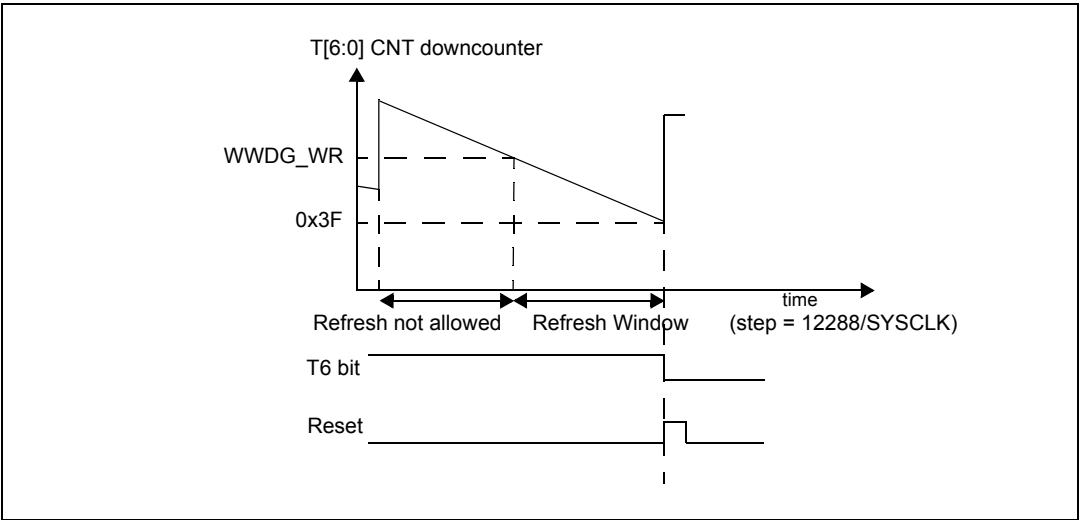 T[6:0] CNT downcounter
WWDG_WR
0x3F
time
Refresh not allowed Refresh Window (step = 12288/SYSCLK)
T6 bit
Reset